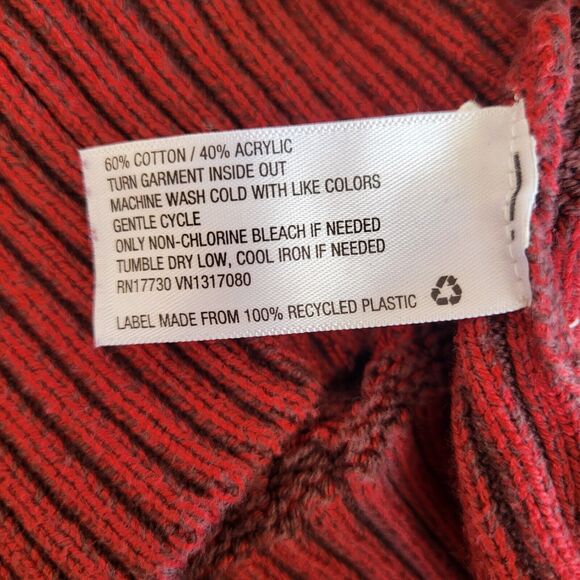 60% COTTON / 40% ACRYLIC
TURN GARMENT INSIDE OUT
MACHINE WASH COLD WITH LIKE COLORS
GENTLE CYCLE
ONLY NON-CHLORINE BLEACH IF NEEDED
TUMBLE DRY LOW, COOL IRON IF NEEDED
RN17730 VN1317080
LABEL MADE FROM 100% RECYCLED PLASTIC